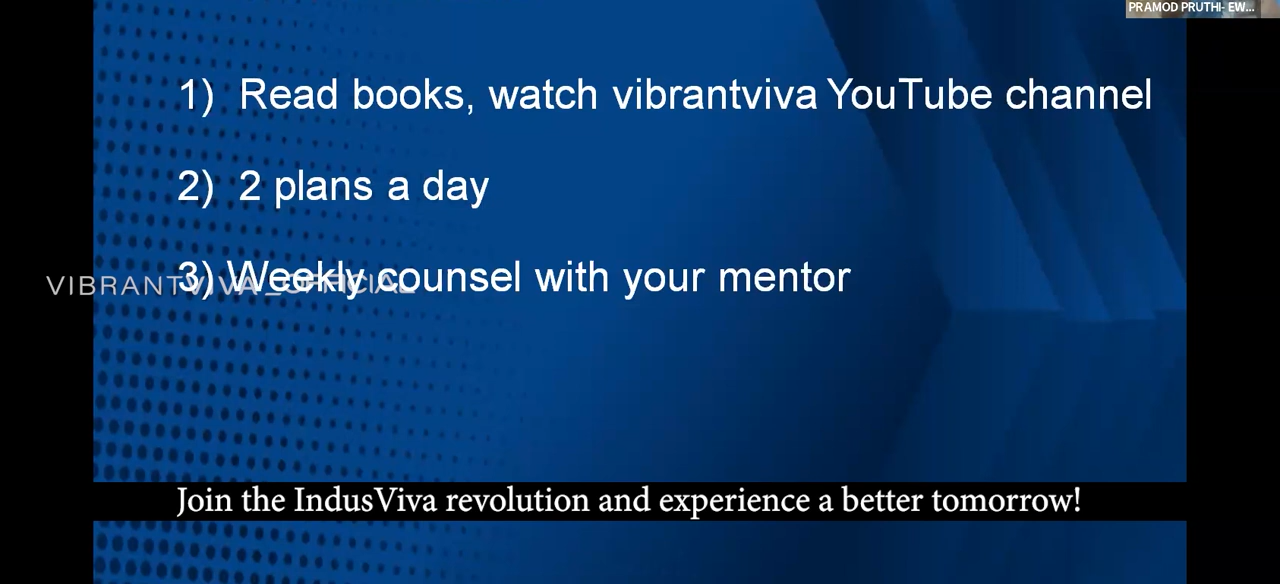 PRAMOD PRUTHI- EW...
1) Read books, watch vibrantviva YouTube channel
2) 2 plans a day
3) Weekly counsel with your mentor
VIBRANTVIVA_OFFICIAL
Join the IndusViva revolution and experience a better tomorrow!